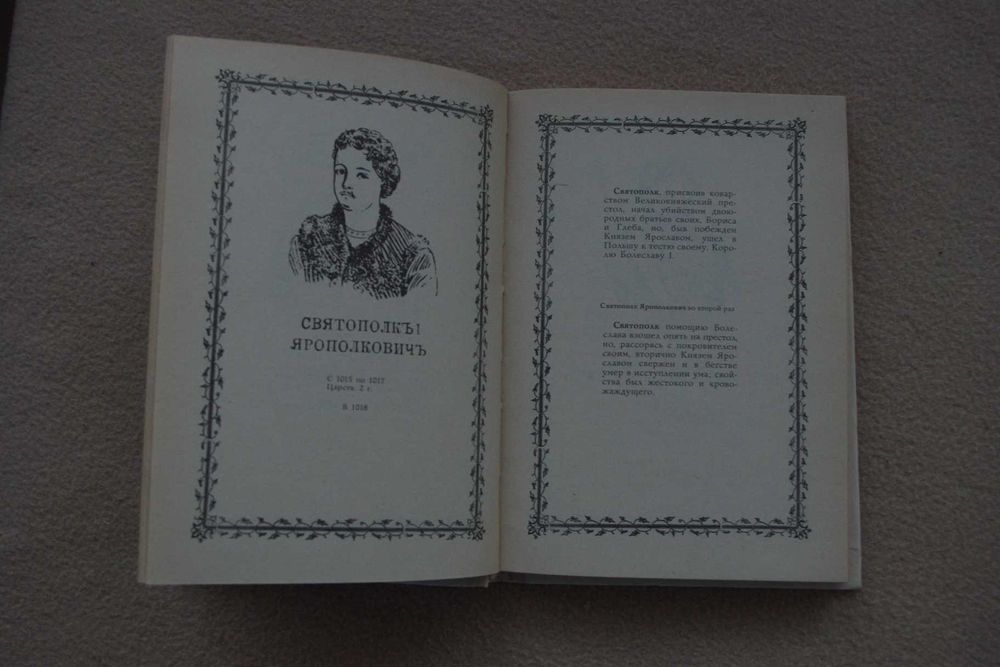 СВЯТОПОЛКЪ I
ЯРОПОЛКОВИЧЪ
С 1015 по 1017
Царств. 2 г.
В 1018
Святополк, присвоив ковар
ством Великокняжеский пре-
стол, начал убийством двою-
родных братьев своих, Бориса
и Глеба, но, быв побежден
Князем Ярославом, ушел в
Польшу к тестю своему, Коро-
лю Болеславу I.
Святополк Ярополкович во второй раз
Святополк помощию Боле-
слава взошел опять на престол,
но, рассорясь с покровителем
своим, вторично Князем Яро-
славом свержен и в бегстве
умер в исступлении ума; свой-
ства был жестокого и крово-
жаждущего.